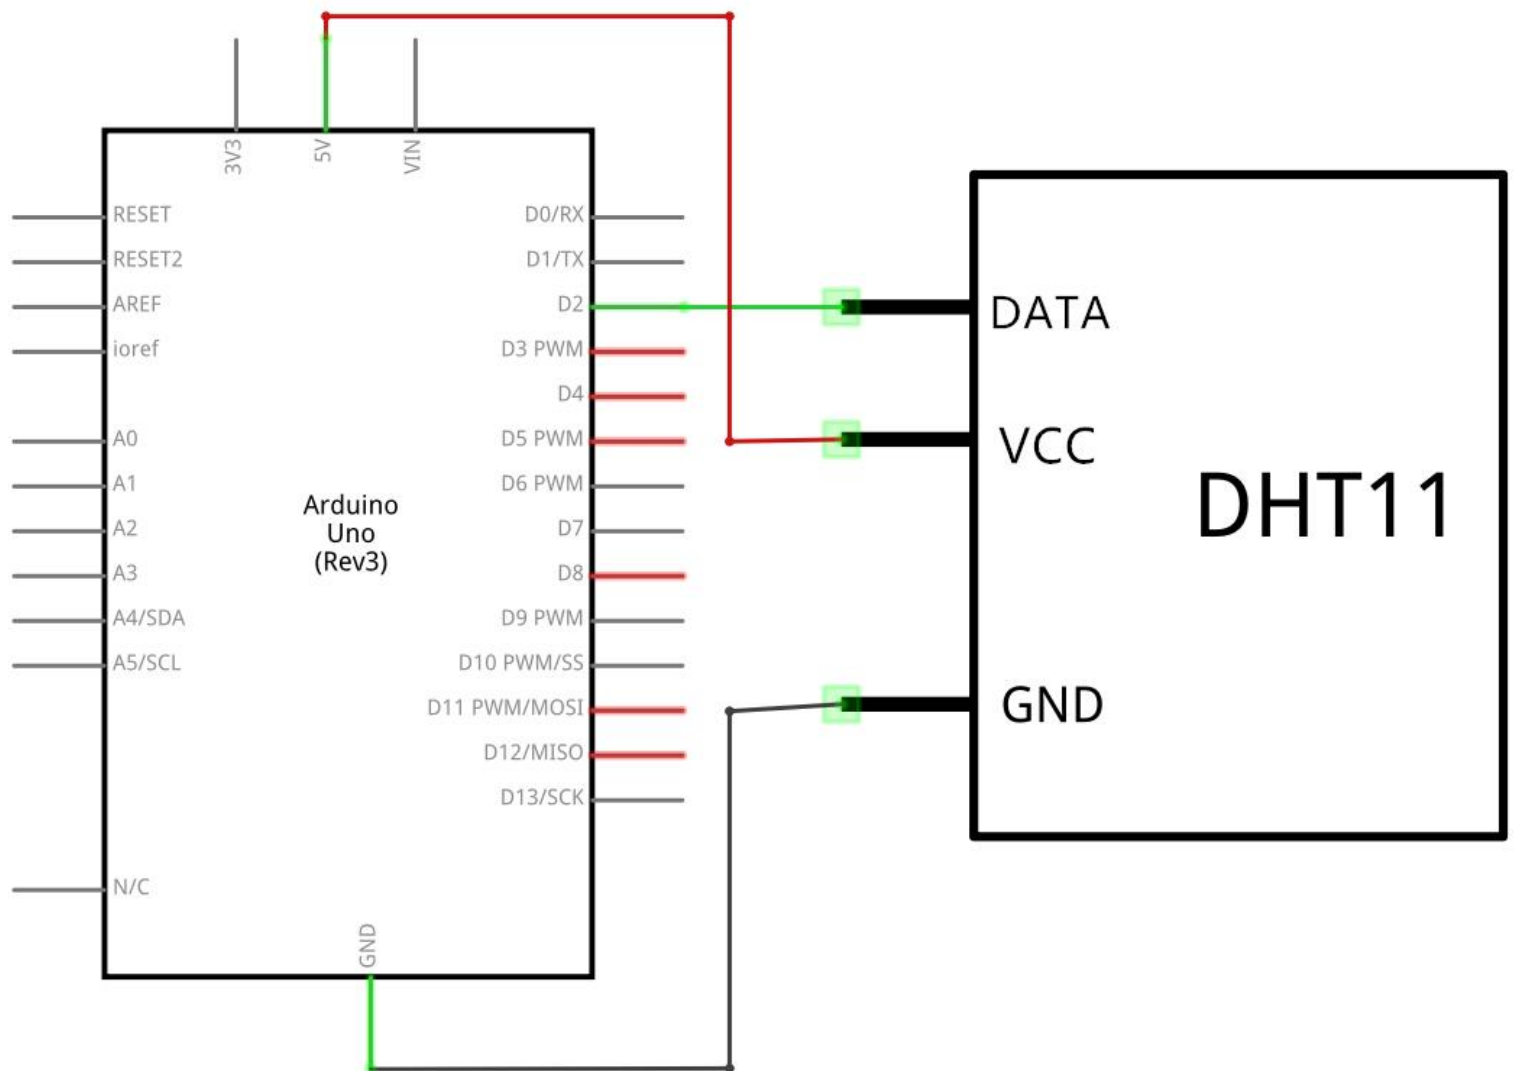 3V3
5V
VIN
RESET
RESET2
AREF
ioref
A0
A1
A2
A3
A4/SDA
A5/SCL
N/C
Arduino
Uno
(Rev3)
D0/RX
D1/TX
D2
D3 PWM
D4
D5 PWM
D6 PWM
D7
D8
D9 PWM
D10 PWM/SS
D11 PWM/MOSI
D12/MISO
D13/SCK
GND
DATA
VCC
DHT11
GND